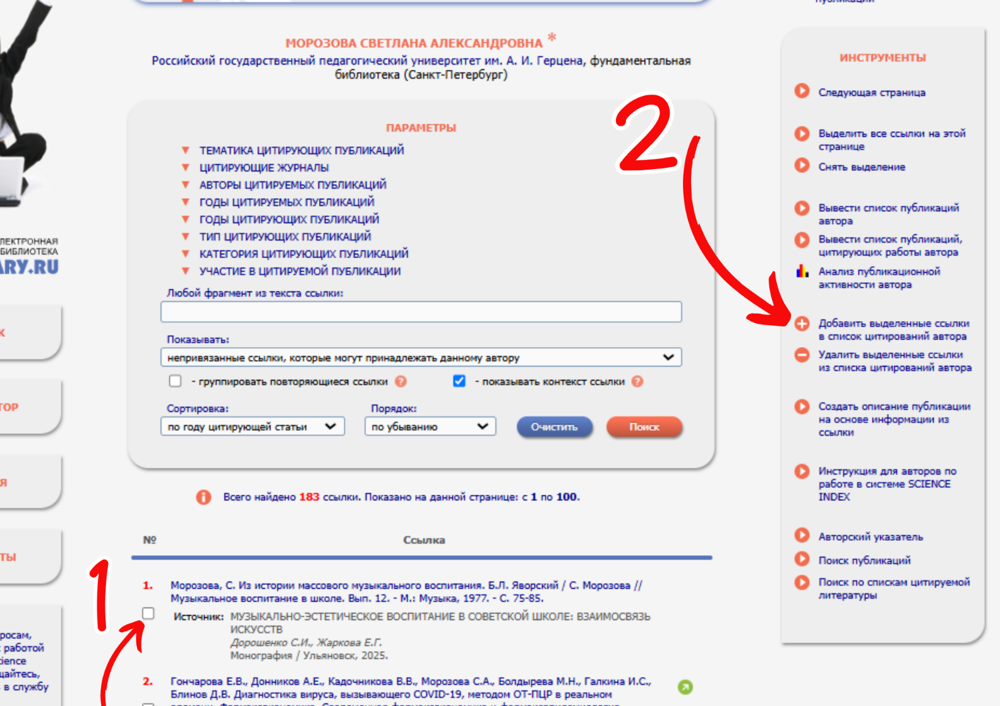 МОРОЗОВА СВЕТЛАНА АЛЕКСАНДРОВНА *
Российский государственный педагогический университет им. А. И. Герцена, фундаментальная
библиотека (Санкт-Петербург)
ПАРАМЕТРЫ
ТЕМАТИКА ЦИТИРУЮЩИХ ПУБЛИКАЦИЙ
ЦИТИРУЮЩИЕ ЖУРНАЛЫ
АВТОРЫ ЦИТИРУЕМЫХ ПУБЛИКАЦИЙ
ГОДЫ ЦИТИРУЕМЫХ ПУБЛИКАЦИЙ
ГОДЫ ЦИТИРУЮЩИХ ПУБЛИКАЦИЙ
ТИП ЦИТИРУЮЩИХ ПУБЛИКАЦИЙ
КАТЕГОРИЯ ЦИТИРУЮЩИХ ПУБЛИКАЦИЙ
УЧАСТИЕ В ЦИТИРУЕМОЙ ПУБЛИКАЦИИ
Любой фрагмент из текста ссылки:
Показывать:
непривязанные ссылки, которые могут принадлежать данному автору
- группировать повторяющиеся ссылки ? - показывать контекст ссылки ?
Сортировка: Порядок:
по году цитирующей статьи по убыванию Очистить Поиск
Всего найдено 183 ссылки. Показано на данной странице: с 1 по 100.
№ Ссылка
1
1. Морозова, С. Из истории массового музыкального воспитания. Б.Л. Яворский / С. Морозова //
Музыкальное воспитание в школе. Вып. 12. - М.: Музыка, 1977. - С. 75-85.
Источник: МУЗЫКАЛЬНО-ЭСТЕТИЧЕСКОЕ ВОСПИТАНИЕ В СОВЕТСКОЙ ШКОЛЕ: ВЗАИМОСВЯЗЬ
ИСКУССТВ
Дорошенко С.И., Жаркова Е.Г.
Монография / Ульяновск, 2025.
2. Гончарова Е.В., Донников А.Е., Кадочникова В.В., Морозова С.А., Болдырева М.Н., Галкина И.С.,
Блинов Д.В. Диагностика вируса, вызывающего COVID-19, методом ОТ-ПЦР в реальном
2
ИНСТРУМЕНТЫ
Следующая страница
Выделить все ссылки на этой
странице
Снять выделение
Вывести список публикаций
автора
Вывести список публикаций,
цитирующих работы автора
Анализ публикационной
активности автора
Добавить выделенные ссылки
в список цитирований автора
Удалить выделенные ссылки
из списка цитирований автора
Создать описание публикации
на основе информации из
ссылки
Инструкция для авторов по
работе в системе SCIENCE
INDEX
Авторский указатель
Поиск публикаций
Поиск по спискам цитируемой
литературы
БИБЛИОТЕКА
ARY.RU
работой
в службу